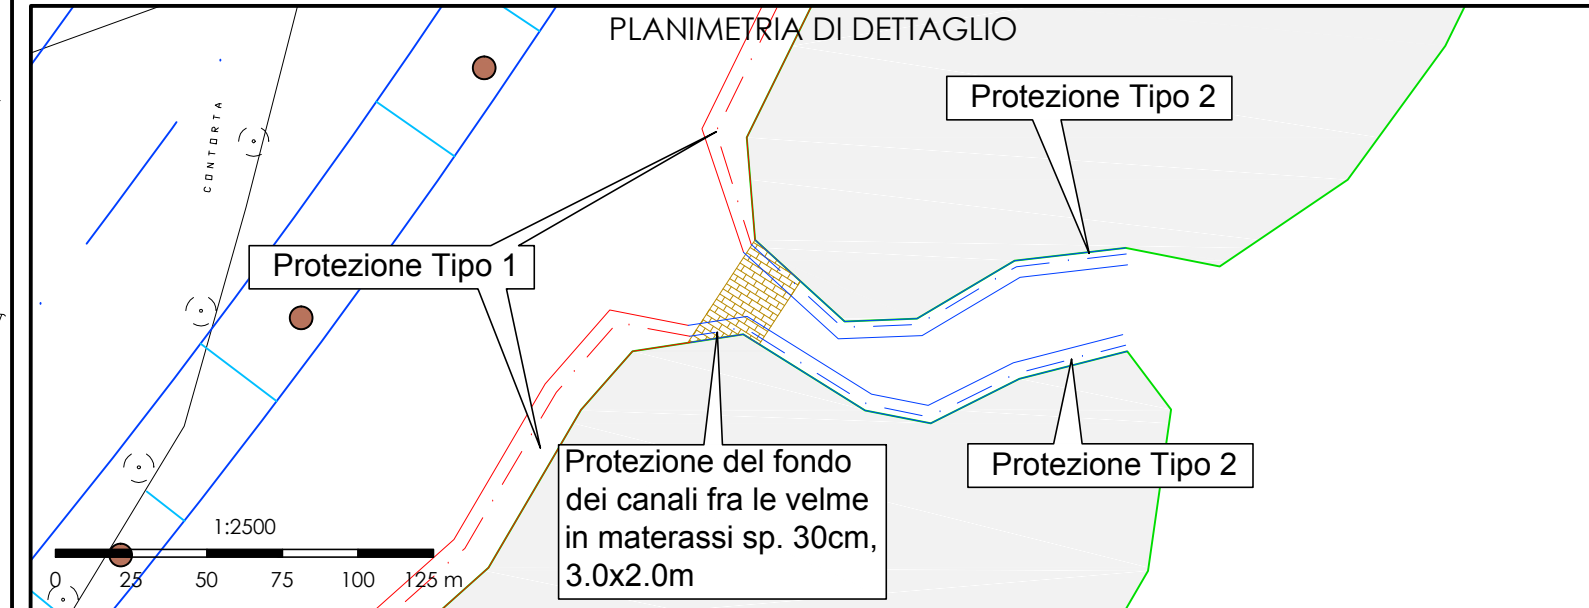 PLANIMETRIA DI DETTAGLIO
Protezione Tipo 2
CONTORTA
Protezione Tipo 1
Protezione del fondo
dei canali fra le velme
in materassi sp. 30cm,
3.0x2.0m
Protezione Tipo 2
1:2500
0 25 50 75 100 125 m